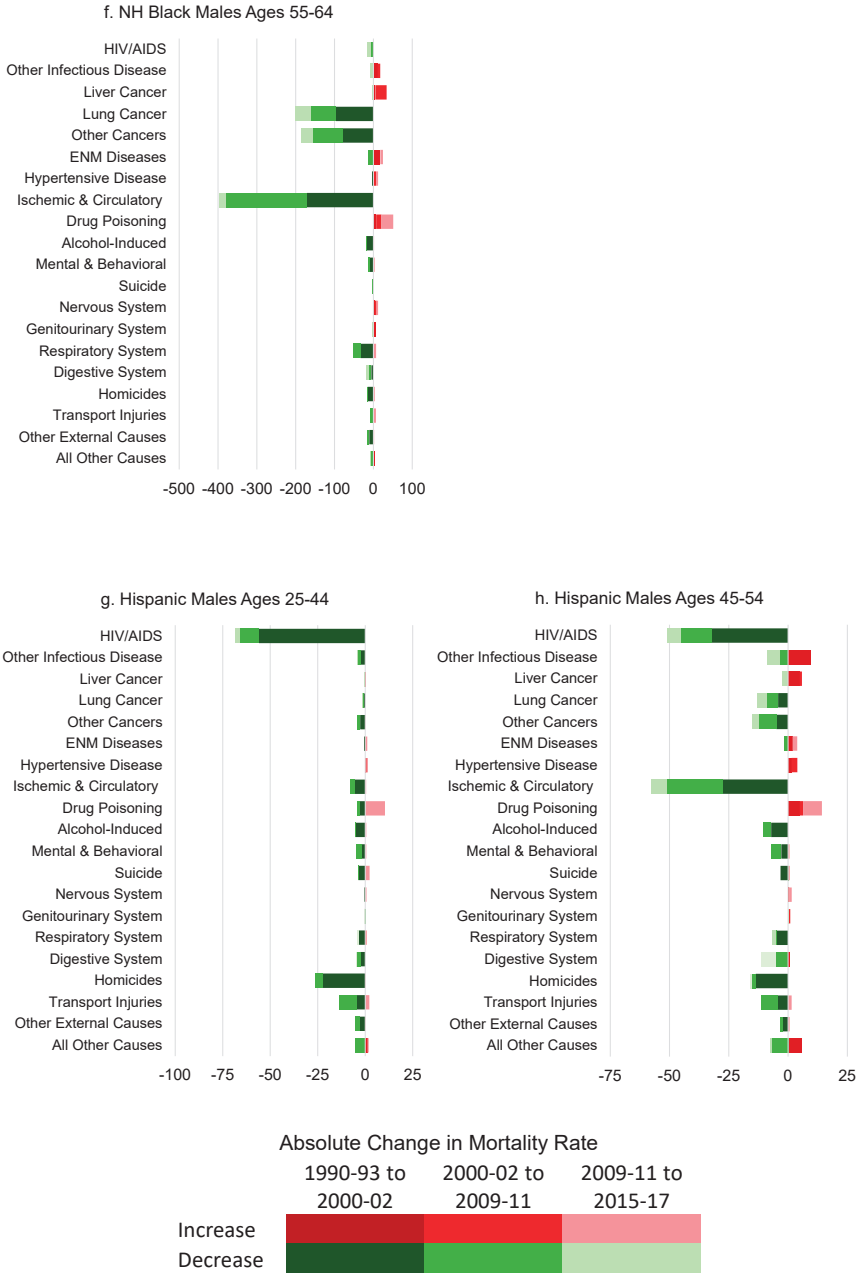 f. NH Black Males Ages 55-64
HIV/AIDS
Other Infectious Disease
Liver Cancer
Lung Cancer
Other Cancers
ENM Diseases
Hypertensive Disease
Ischemic & Circulatory
Drug Poisoning
Alcohol-Induced
Mental & Behavioral
Suicide
Nervous System
Genitourinary System
Respiratory System
Digestive System
Homicides
Transport Injuries
Other External Causes
All Other Causes
-500 -400 -300 -200 -100 0 100
g. Hispanic Males Ages 25-44
HIV/AIDS
Other Infectious Disease
Liver Cancer
Lung Cancer
Other Cancers
ENM Diseases
Hypertensive Disease
Ischemic & Circulatory
Drug Poisoning
Alcohol-Induced
Mental & Behavioral
Suicide
Nervous System
Genitourinary System
Respiratory System
Digestive System
Homicides
Transport Injuries
Other External Causes
All Other Causes
-100 -75 -50 -25 0 25
h. Hispanic Males Ages 45-54
HIV/AIDS
Other Infectious Disease
Liver Cancer
Lung Cancer
Other Cancers
ENM Diseases
Hypertensive Disease
Ischemic & Circulatory
Drug Poisoning
Alcohol-Induced
Mental & Behavioral
Suicide
Nervous System
Genitourinary System
Respiratory System
Digestive System
Homicides
Transport Injuries
Other External Causes
All Other Causes
-75 -50 -25 0 25
Absolute Change in Mortality Rate
1990-93 to 2000-02 to 2009-11 to
2000-02 2009-11 2015-17
Increase
Decrease